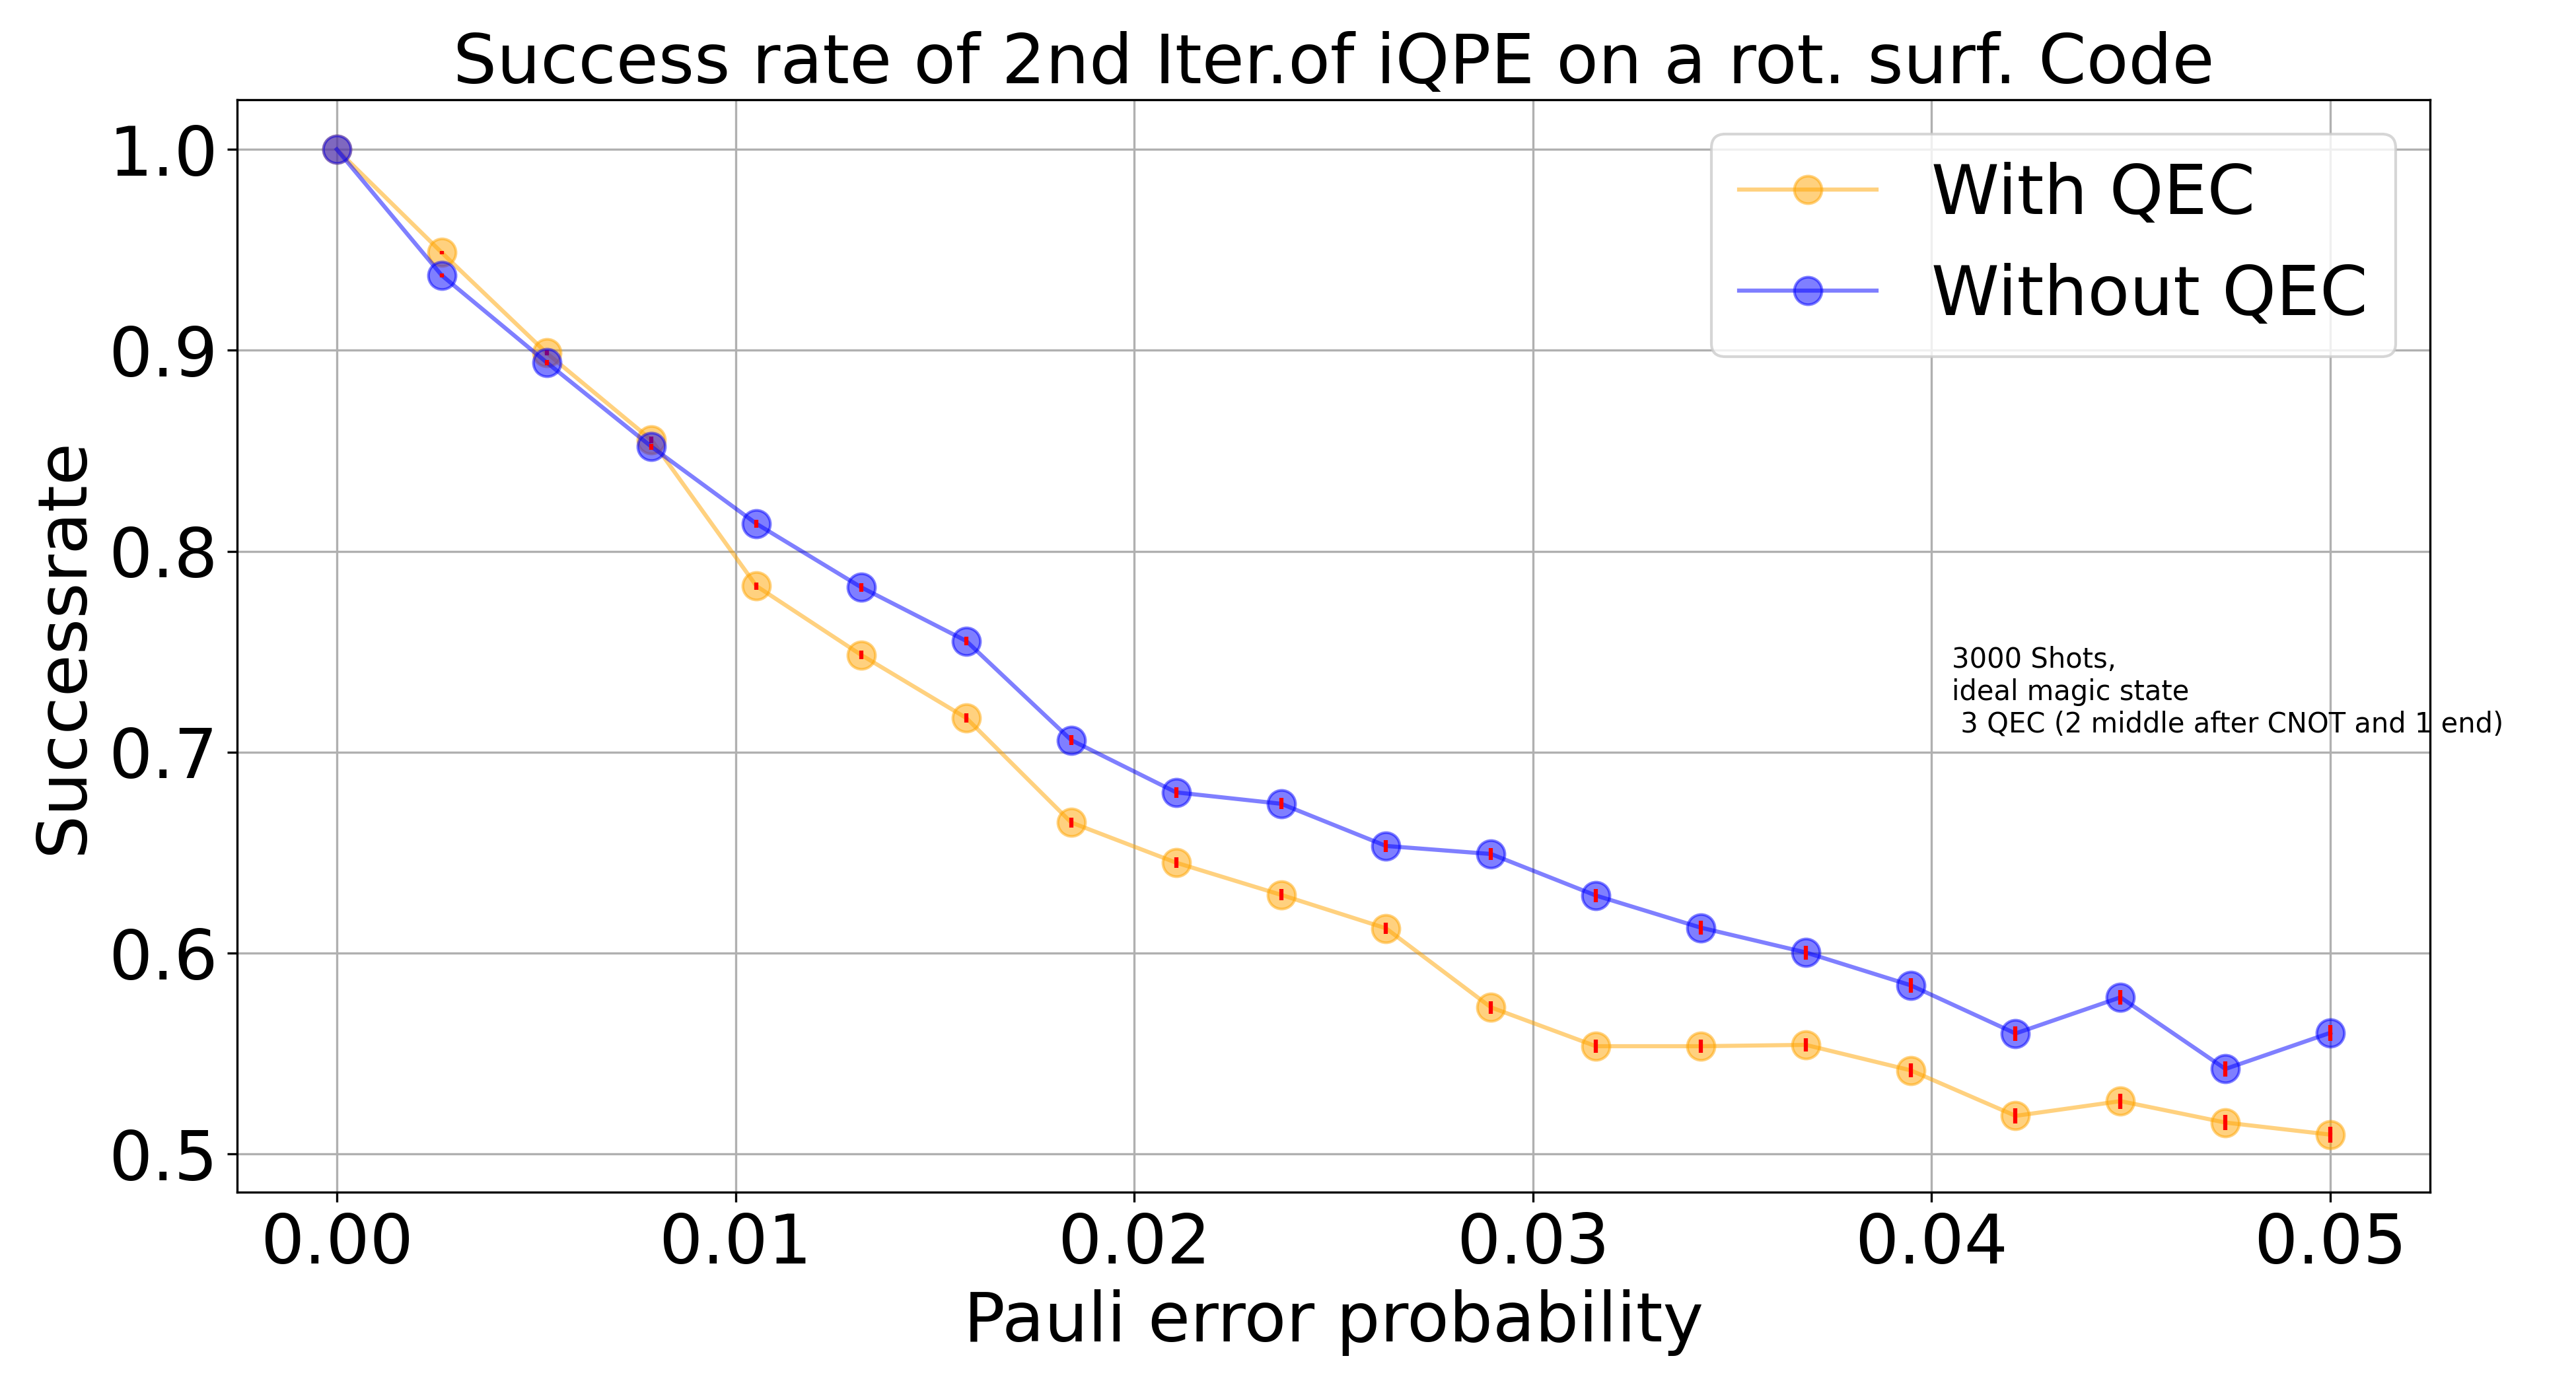 Success rate of 2nd Iter.of iQPE on a rot. surf. Code
Successrate
1.0
0.9
0.8
0.7
0.6
0.5
With QEC
Without QEC
3000 Shots,
ideal magic state
3 QEC (2 middle after CNOT and 1 end)
0.00 0.01 0.02 0.03 0.04 0.05
Pauli error probability